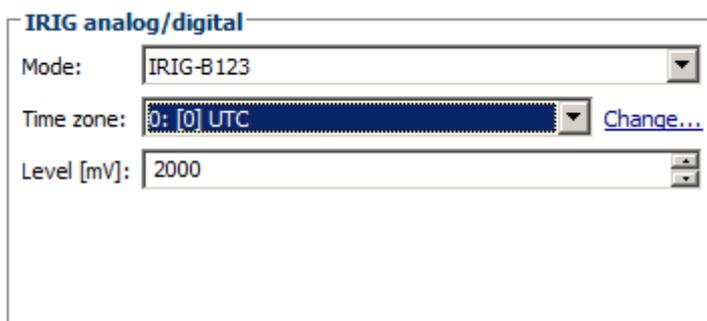 IRIG analog/digital
Mode: IRIG-B123
Time zone: 0: [0] UTC Change...
Level [mV]: 2000